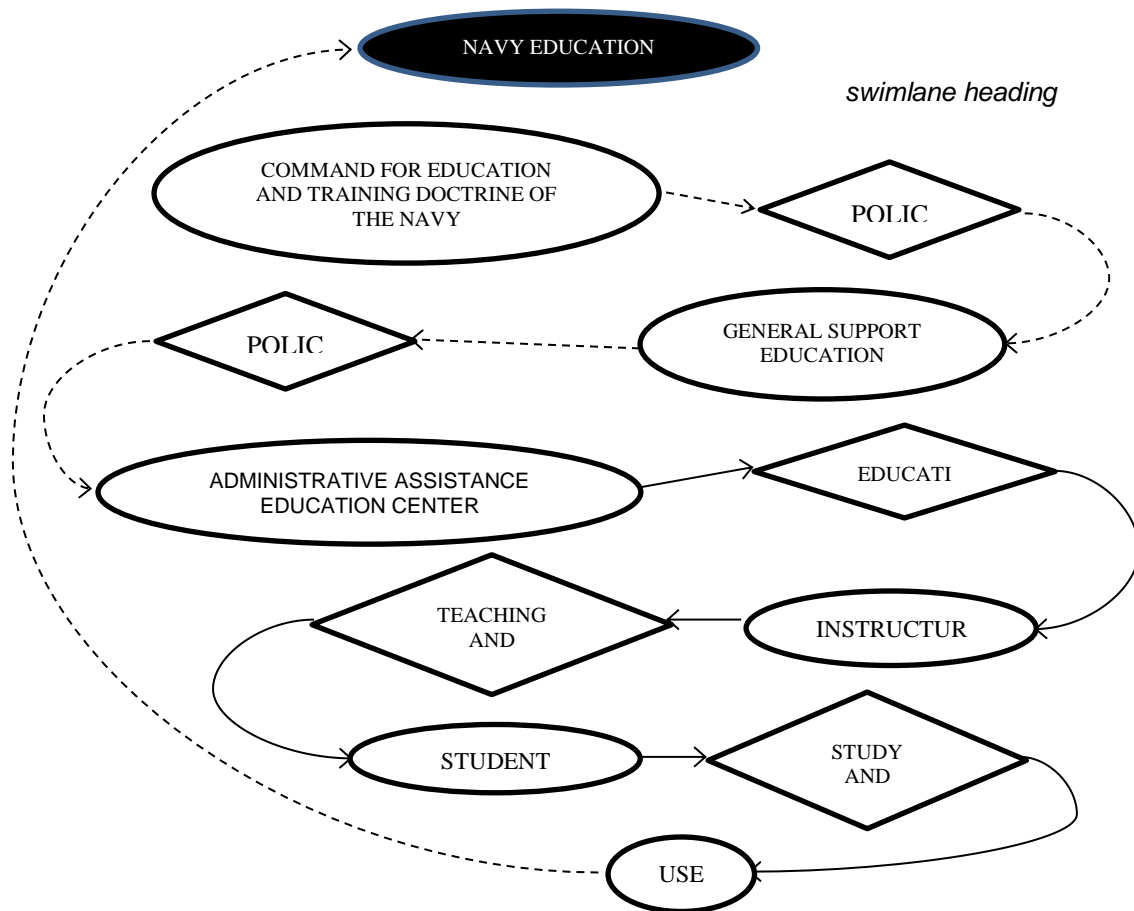 NAVY EDUCATION
swimlane heading
COMMAND FOR EDUCATION
AND TRAINING DOCTRINE OF
THE NAVY
POLIC
GENERAL SUPPORT
EDUCATION
POLIC
ADMINISTRATIVE ASSISTANCE
EDUCATION CENTER
EDUCATI
TEACHING
AND
INSTRUCTUR
STUDENT
STUDY
AND
USE